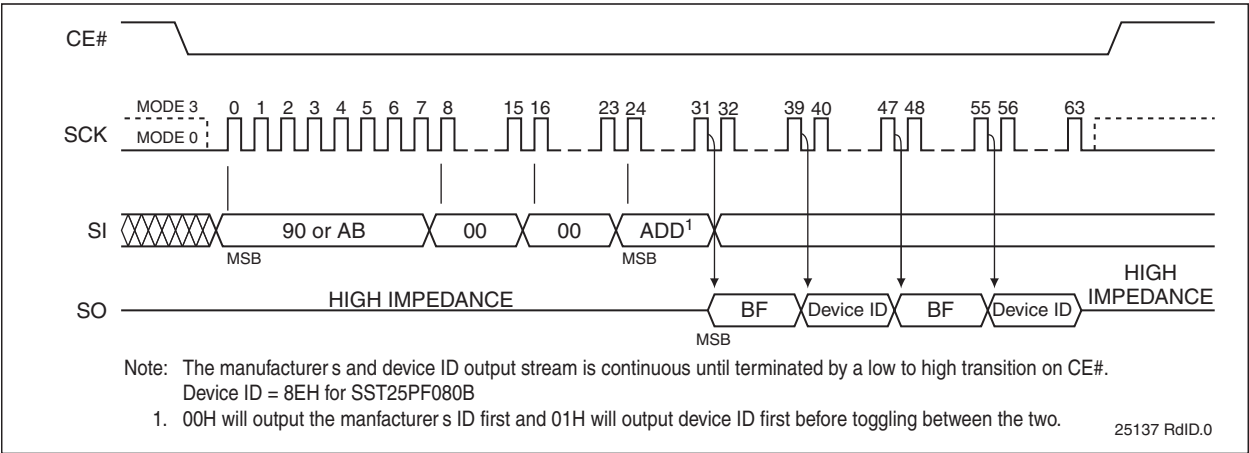 CE#
MODE 3 0 1 2 3 4 5 6 7 8 15 16 23 24 31 32 39 40 47 48 55 56 63
SCK MODE 0
SI 90 or AB 00 00 ADD1
MSB MSB
HIGH IMPEDANCE
SO HIGH IMPEDANCE BF Device ID BF Device ID
MSB
Note: The manufacturer s and device ID output stream is continuous until terminated by a low to high transition on CE#.
Device ID = 8EH for SST25PF080B
1. 00H will output the manfacturer s ID first and 01H will output device ID first before toggling between the two.
25137 RdID.0